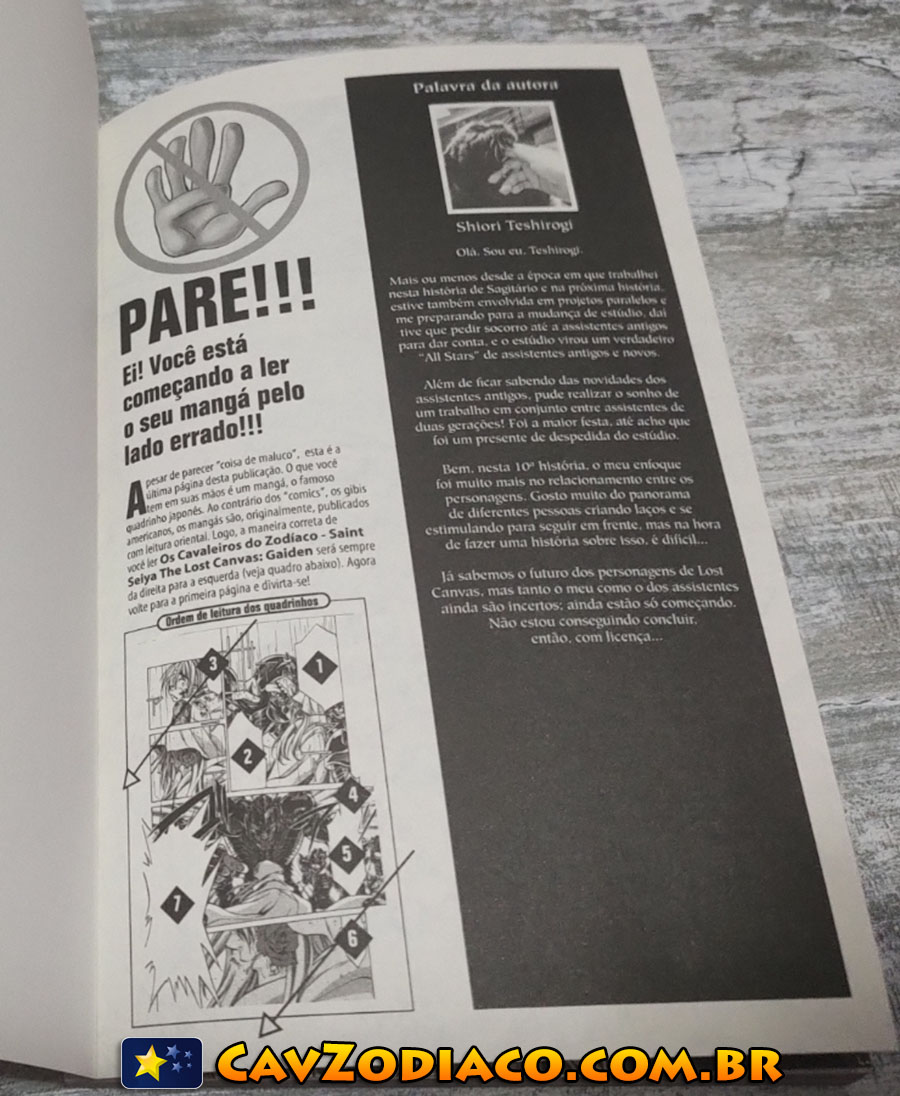 PARE!!!
Ei! Você está
começando a ler
o seu mangá pelo
lado errado!!!
Apesar de parecer "coisa de maluco", esta é a
última página desta publicação. O que você
tem em suas mãos é um mangá, o famoso
quadrinho japonês. Ao contrário dos "comics", os gibis
americanos, os mangás são, originalmente, publicados
com leitura oriental. Logo, a maneira correta de
você ler Os Cavaleiros do Zodíaco - Saint
Seiya The Lost Canvas: Gaiden será sempre
da direita para a esquerda (veja quadro abaixo). Agora
volte para a primeira página e divirta-se!
Ordem de leitura dos quadrinhos
3
1
2
4
5
7
6
Palavra da autora
Shiori Teshirogi
Olá. Sou eu, Teshirogi.
Mais ou menos desde a época em que trabalhei
nesta história de Sagitário e na próxima história,
estive também envolvida em projetos paralelos e
me preparando para a mudança de estúdio, daí
tive que pedir socorro até a assistentes antigos
para dar conta, e o estúdio virou um verdadeiro
"All Stars" de assistentes antigos e novos.
Além de ficar sabendo das novidades dos
assistentes antigos, pude realizar o sonho de
um trabalho em conjunto entre assistentes de
duas gerações! Foi a maior festa, até acho que
foi um presente de despedida do estúdio.
Bem, nesta 10ª história, o meu enfoque
foi muito mais no relacionamento entre os
personagens. Gosto muito do panorama
de diferentes pessoas criando laços e se
estimulando para seguir em frente, mas na hora
de fazer uma história sobre isso, é difícil...
Já sabemos o futuro dos personagens de Lost
Canvas, mas tanto o meu como o dos assistentes
ainda são incertos; ainda estão só começando.
Não estou conseguindo concluir,
então, com licença...
CavZodiaco.com.br